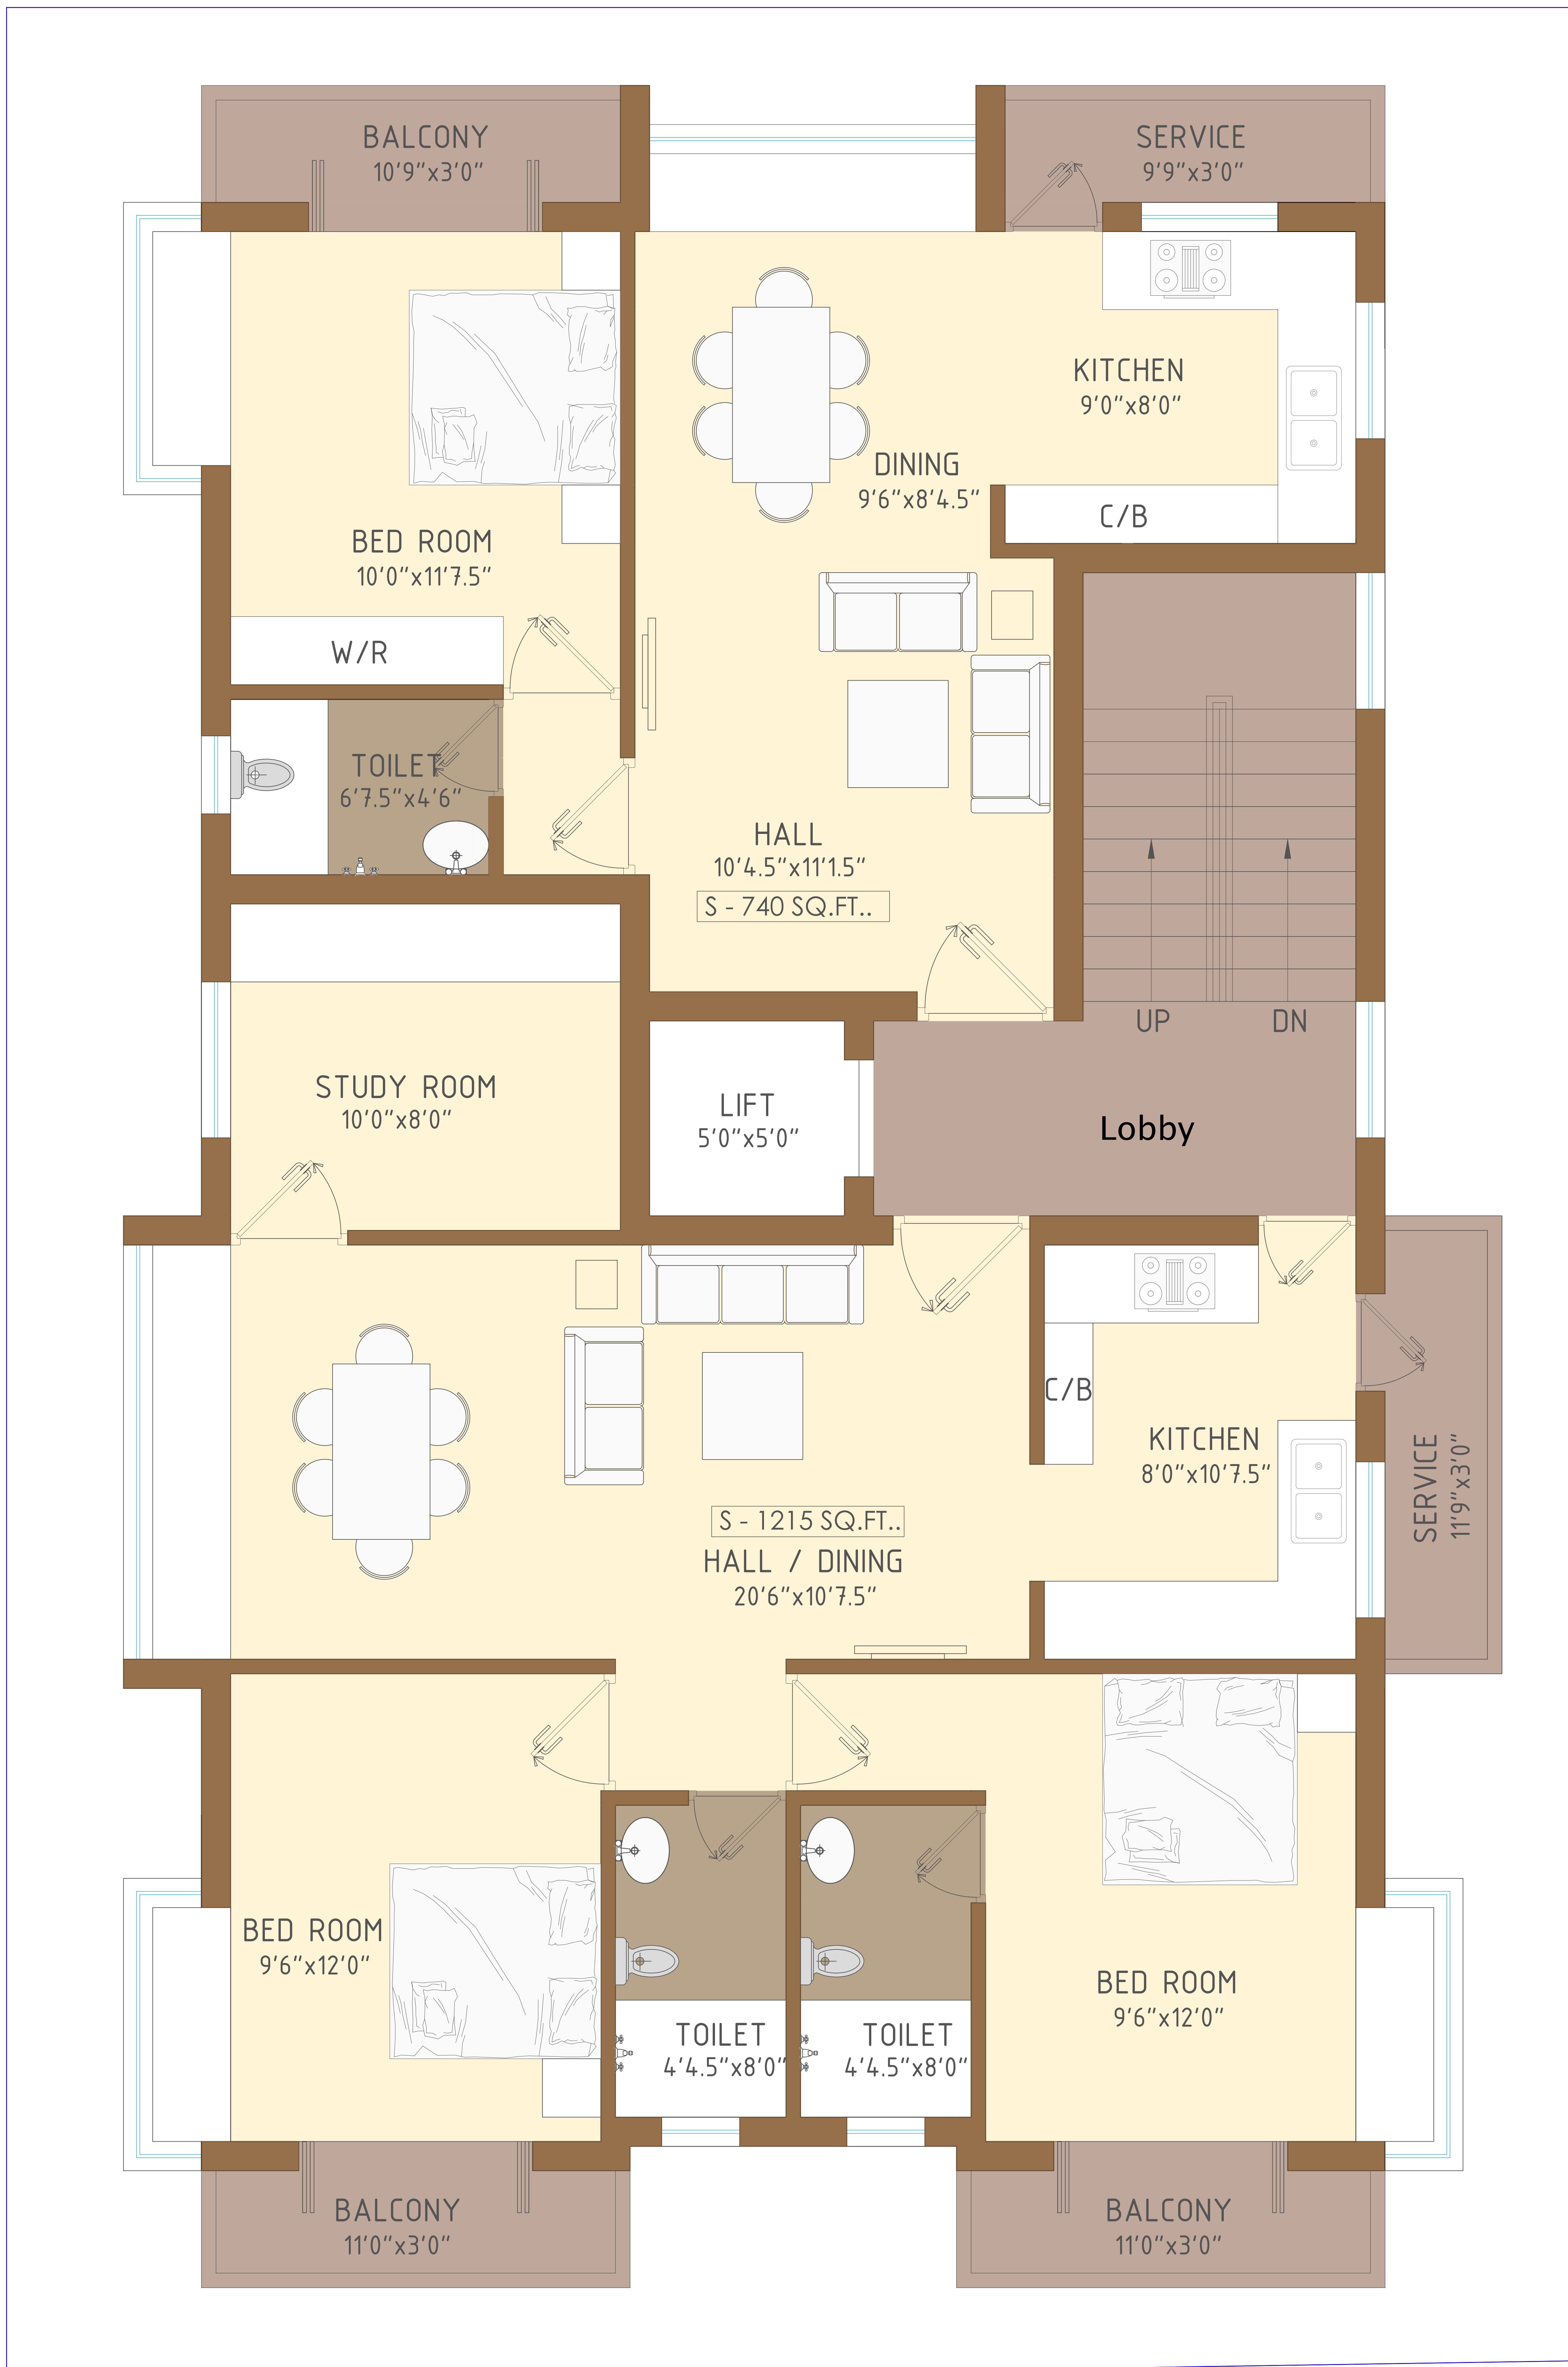 BALCONY
10'9"x3'0"
SERVICE
9'9"x3'0"
KITCHEN
9'0"x8'0"
DINING
9'6"x8'4.5"
C/B
BED ROOM
10'0"x11'7.5"
W/R
TOILET
6'7.5"x4'6"
HALL
10'4.5"x11'1.5"
S - 740 SQ.FT..
UP
DN
STUDY ROOM
10'0"x8'0"
LIFT
5'0"x5'0"
Lobby
C/B
KITCHEN
8'0"x10'7.5"
SERVICE
11'9"x3'0"
S - 1215 SQ.FT..
HALL / DINING
20'6"x10'7.5"
BED ROOM
9'6"x12'0"
BED ROOM
9'6"x12'0"
TOILET
4'4.5"x8'0"
TOILET
4'4.5"x8'0"
BALCONY
11'0"x3'0"
BALCONY
11'0"x3'0"